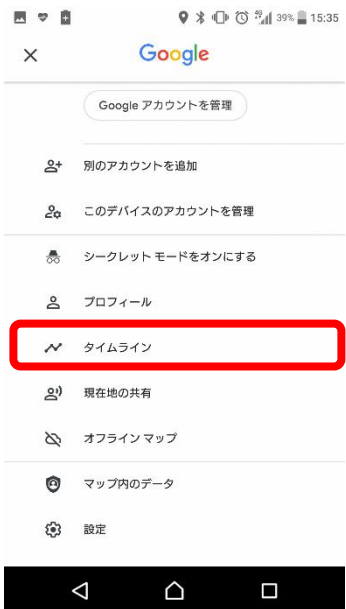 39% 15:35
Google
Google アカウントを管理
別のアカウントを追加
このデバイスのアカウントを管理
シークレット モードをオンにする
プロフィール
タイムライン
現在地の共有
オフライン マップ
マップ内のデータ
設定